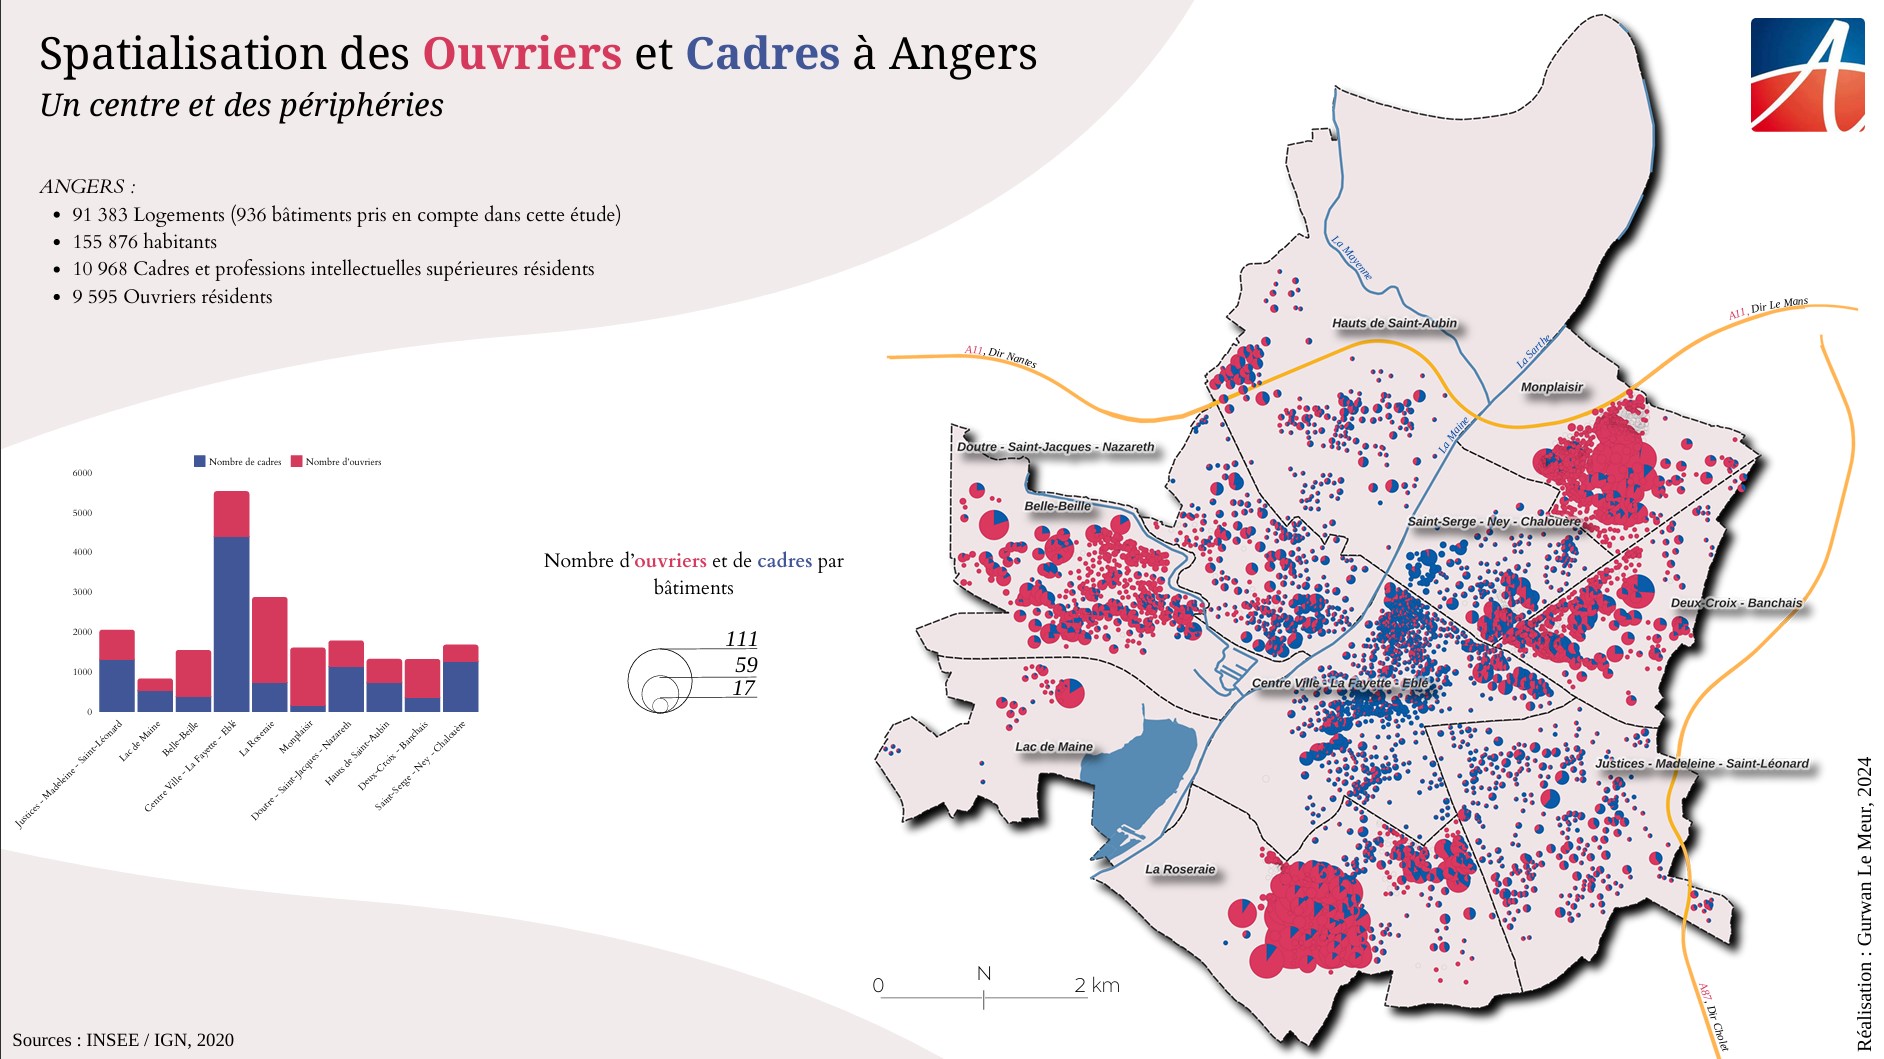 Spatialisation des Ouvriers et Cadres à Angers
Un centre et des périphéries
ANGERS :
• 91 383 Logements (936 bâtiments pris en compte dans cette étude)
• 155 876 habitants
• 10 968 Cadres et professions intellectuelles supérieures résidents
• 9 595 Ouvriers résidents
Nombre de cadres
Nombre d'ouvriers
6000
5000
4000
3000
2000
1000
0
Justices - Madeleine - Saint-Léonard
Lac de Maine
Belle-Beille
Centre Ville - La Fayette - Eblé
La Roseraie
Monplaisir
Doutre - Saint-Jacques - Nazareth
Hauts de Saint-Aubin
Deux-Croix - Banchais
Saint-Serge - Ney - Chalouère
Nombre d'ouvriers et de cadres par
bâtiments
111
59
17
A
La Mayenne
Hauts de Saint-Aubin
A11, Dir Le Mans
A11, Dir Nantes
La Sarthe
Monplaisir
La Maine
Doutre - Saint-Jacques - Nazareth
Belle-Beille
Saint-Serge - Ney - Chalouère
Deux-Croix - Banchais
Centre Ville - La Fayette - Eblé
Lac de Maine
Justices - Madeleine - Saint-Léonard
La Roseraie
A87, Dir Cholet
N
0
2 km
Sources : INSEE / IGN, 2020
Réalisation : Gurwan Le Meur, 2024